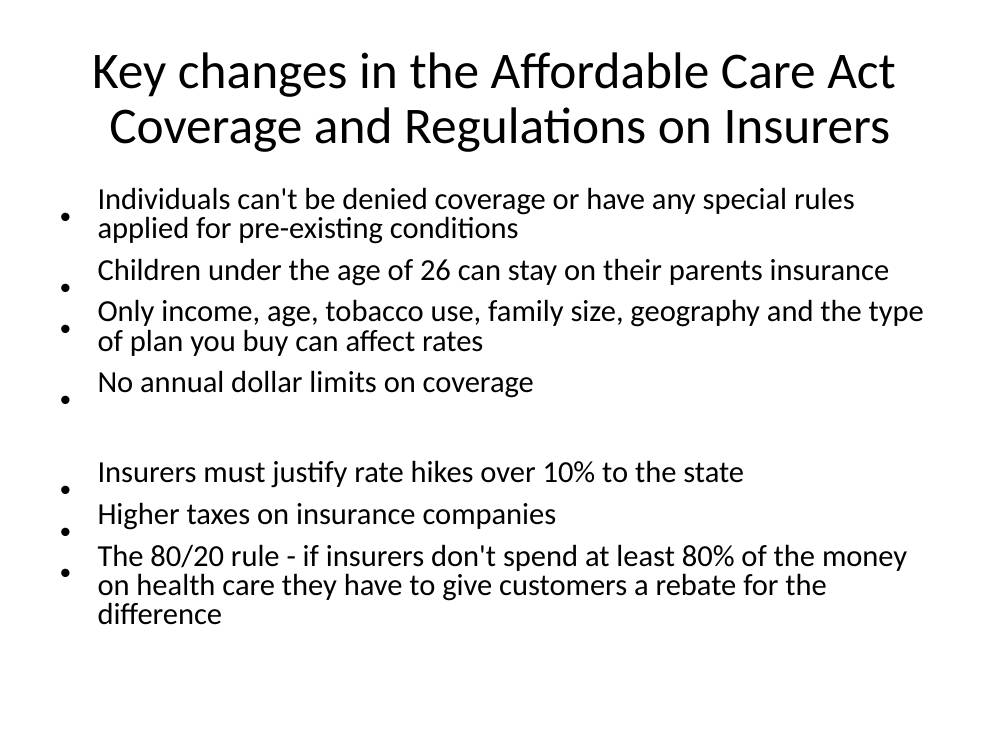 Key changes in the Affordable Care Act
Coverage and Regulations on Insurers
• Individuals can't be denied coverage or have any special rules
applied for pre-existing conditions
• Children under the age of 26 can stay on their parents insurance
• Only income, age, tobacco use, family size, geography and the type
of plan you buy can affect rates
• No annual dollar limits on coverage
• Insurers must justify rate hikes over 10% to the state
• Higher taxes on insurance companies
• The 80/20 rule - if insurers don't spend at least 80% of the money
on health care they have to give customers a rebate for the
difference